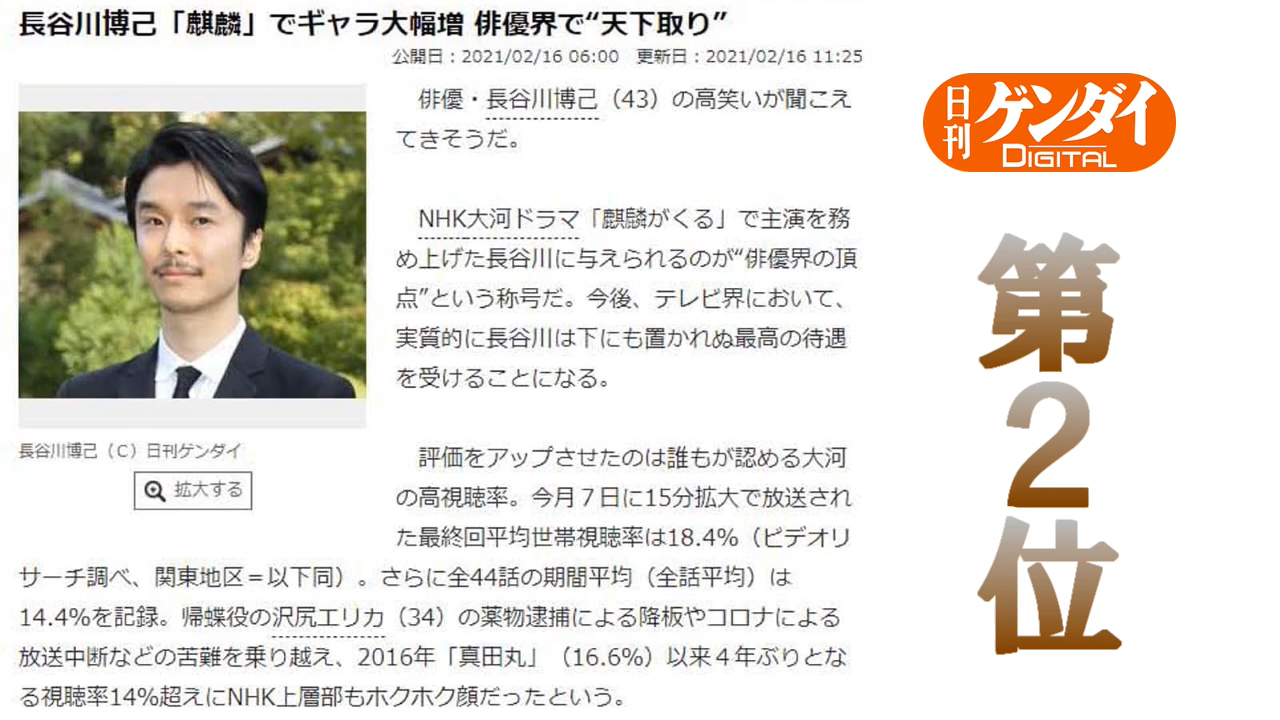 長谷川博己「麒麟」でギャラ大幅増 俳優界で“天下取り”
公開日：2021/02/16 06:00　更新日：2021/02/16 11:25
俳優・長谷川博己（43）の高笑いが聞こえ
てきそうだ。
NHK大河ドラマ「麒麟がくる」で主演を務
め上げた長谷川に与えられるのが“俳優界の頂
点”という称号だ。今後、テレビ界において、
実質的に長谷川は下にも置かれぬ最高の待遇
を受けることになる。
長谷川博己（Ｃ）日刊ゲンダイ
拡大する
評価をアップさせたのは誰もが認める大河
の高視聴率。今月７日に15分拡大で放送され
た最終回平均世帯視聴率は18.4%（ビデオリ
サーチ調べ、関東地区＝以下同）。さらに全44話の期間平均（全話平均）は
14.4%を記録。帰蝶役の沢尻エリカ（34）の薬物逮捕による降板やコロナによる
放送中断などの苦難を乗り越え、2016年「真田丸」（16.6%）以来４年ぶりとな
る視聴率14%超えにNHK上層部もホクホク顔だったという。
日刊ゲンダイ
DIGITAL
第2位